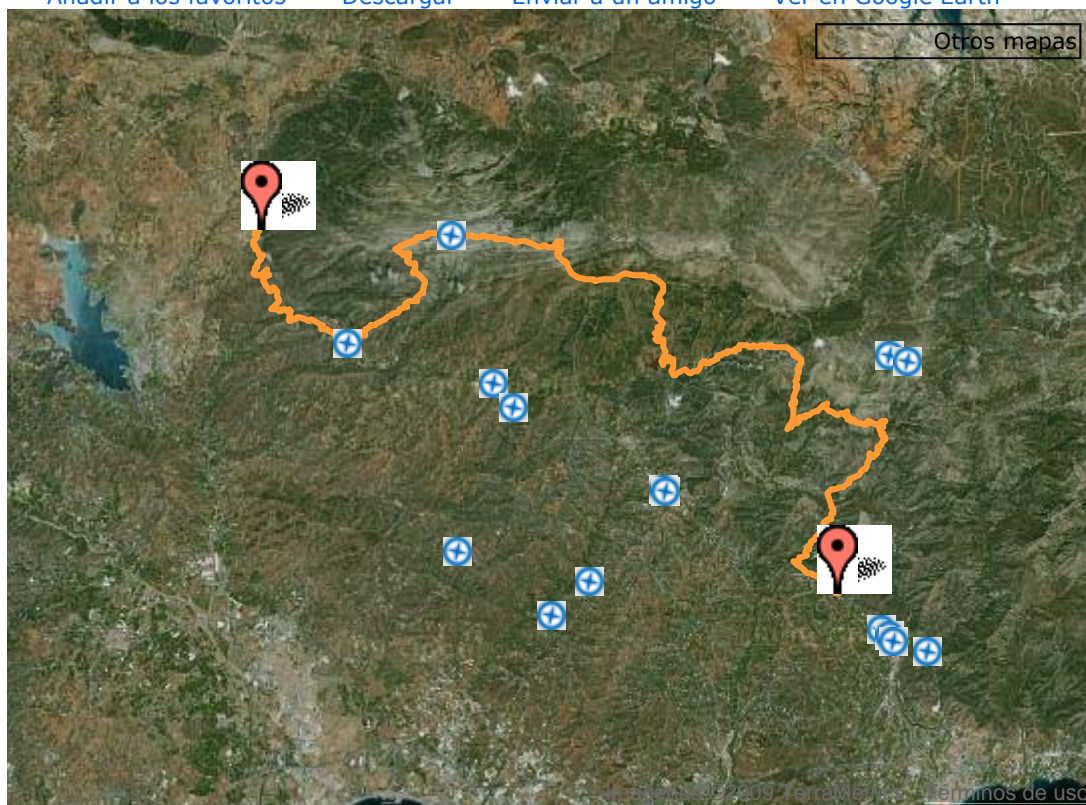 Añadir a los favoritos Descargar Enviar a un amigo Ver en Google Earth
Otros mapas
Términos de uso